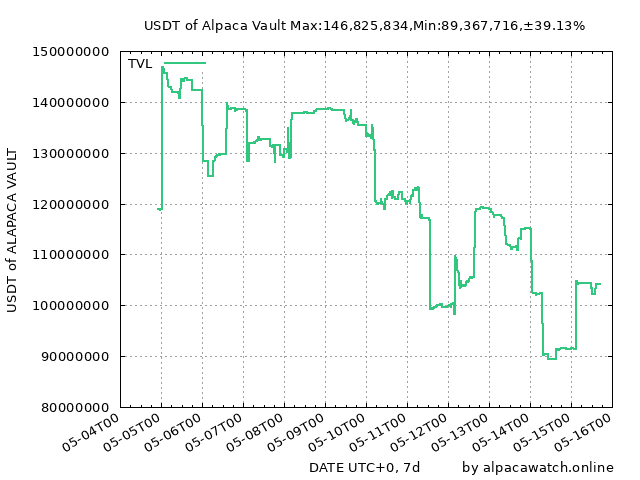 USDT of Alpaca Vault Max:146,825,834,Min:89,367,716,±39.13%
TVL
USDT of ALAPACA VAULT
150000000
140000000
130000000
120000000
110000000
100000000
90000000
80000000
05-04T00
05-05T00
05-06T00
05-07T00
05-08T00
05-09T00
05-10T00
05-11T00
05-12T00
05-13T00
05-14T00
05-15T00
05-16T00
DATE UTC+0, 7d
by alpacawatch.online